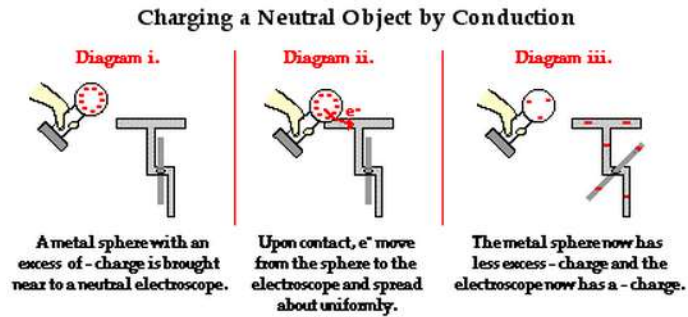 Charging a Neutral Object by Conduction
Diagram i.
Diagram ii.
Diagram iii.
e-
A metal sphere with an
excess of - charge is brought
near to a neutral electroscope.
Upon contact, e- move
from the sphere to the
electroscope and spread
about uniformly.
The metal sphere now has
less excess - charge and the
electroscope now has a - charge.